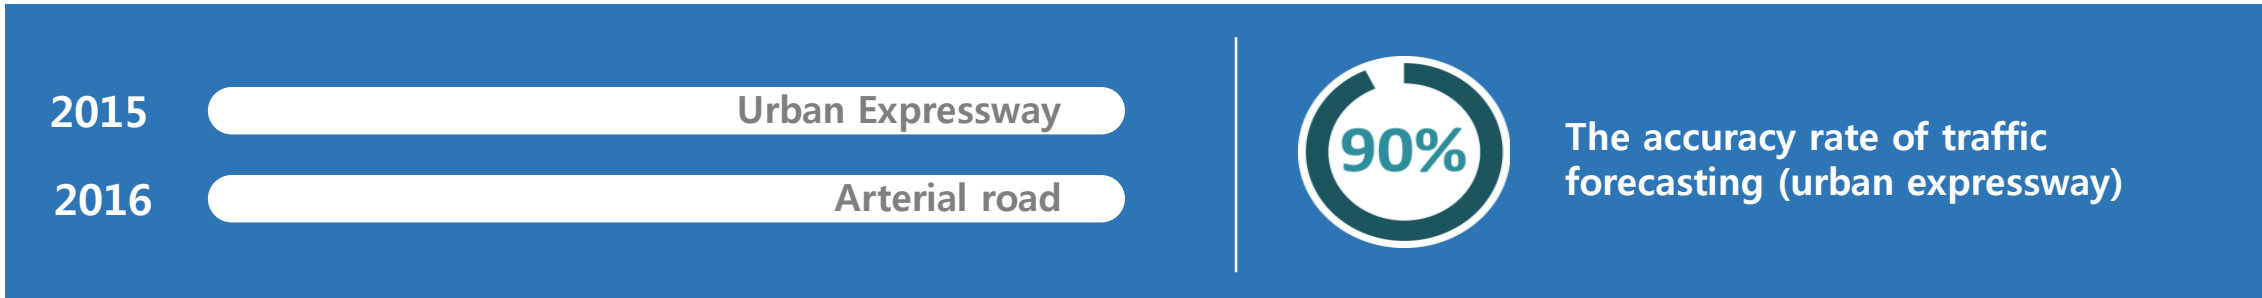 2015 Urban Expressway
2016 Arterial road
90%
The accuracy rate of traffic
forecasting (urban expressway)